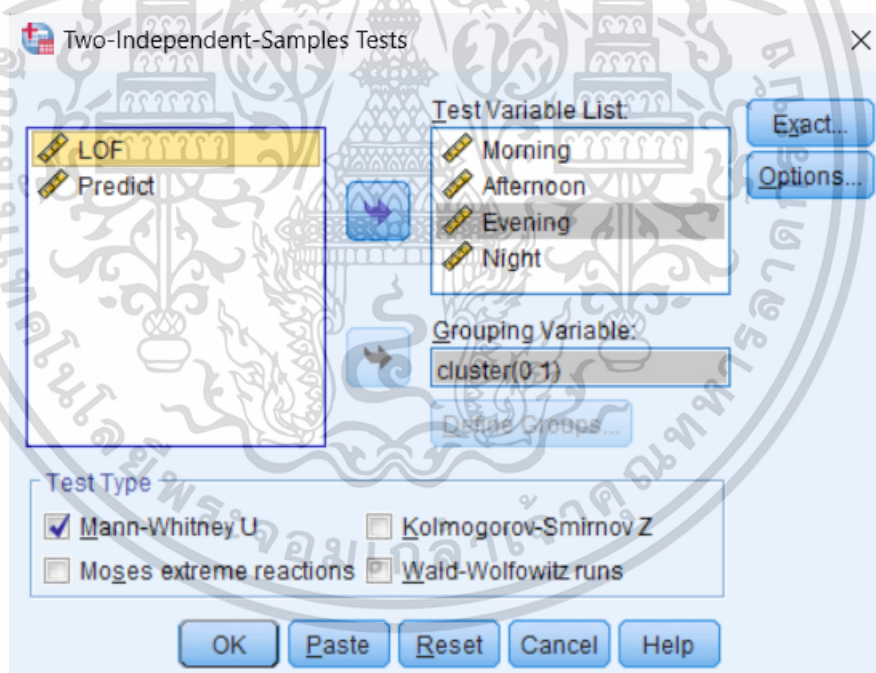 Two-Independent-Samples Tests
Test Variable List:
LOF
Predict
Morning
Afternoon
Evening
Night
Exact...
Options...
Grouping Variable:
cluster(0 1)
Define Groups...
Test Type
Mann-Whitney U
Kolmogorov-Smirnov Z
Moses extreme reactions
Wald-Wolfowitz runs
OK
Paste
Reset
Cancel
Help